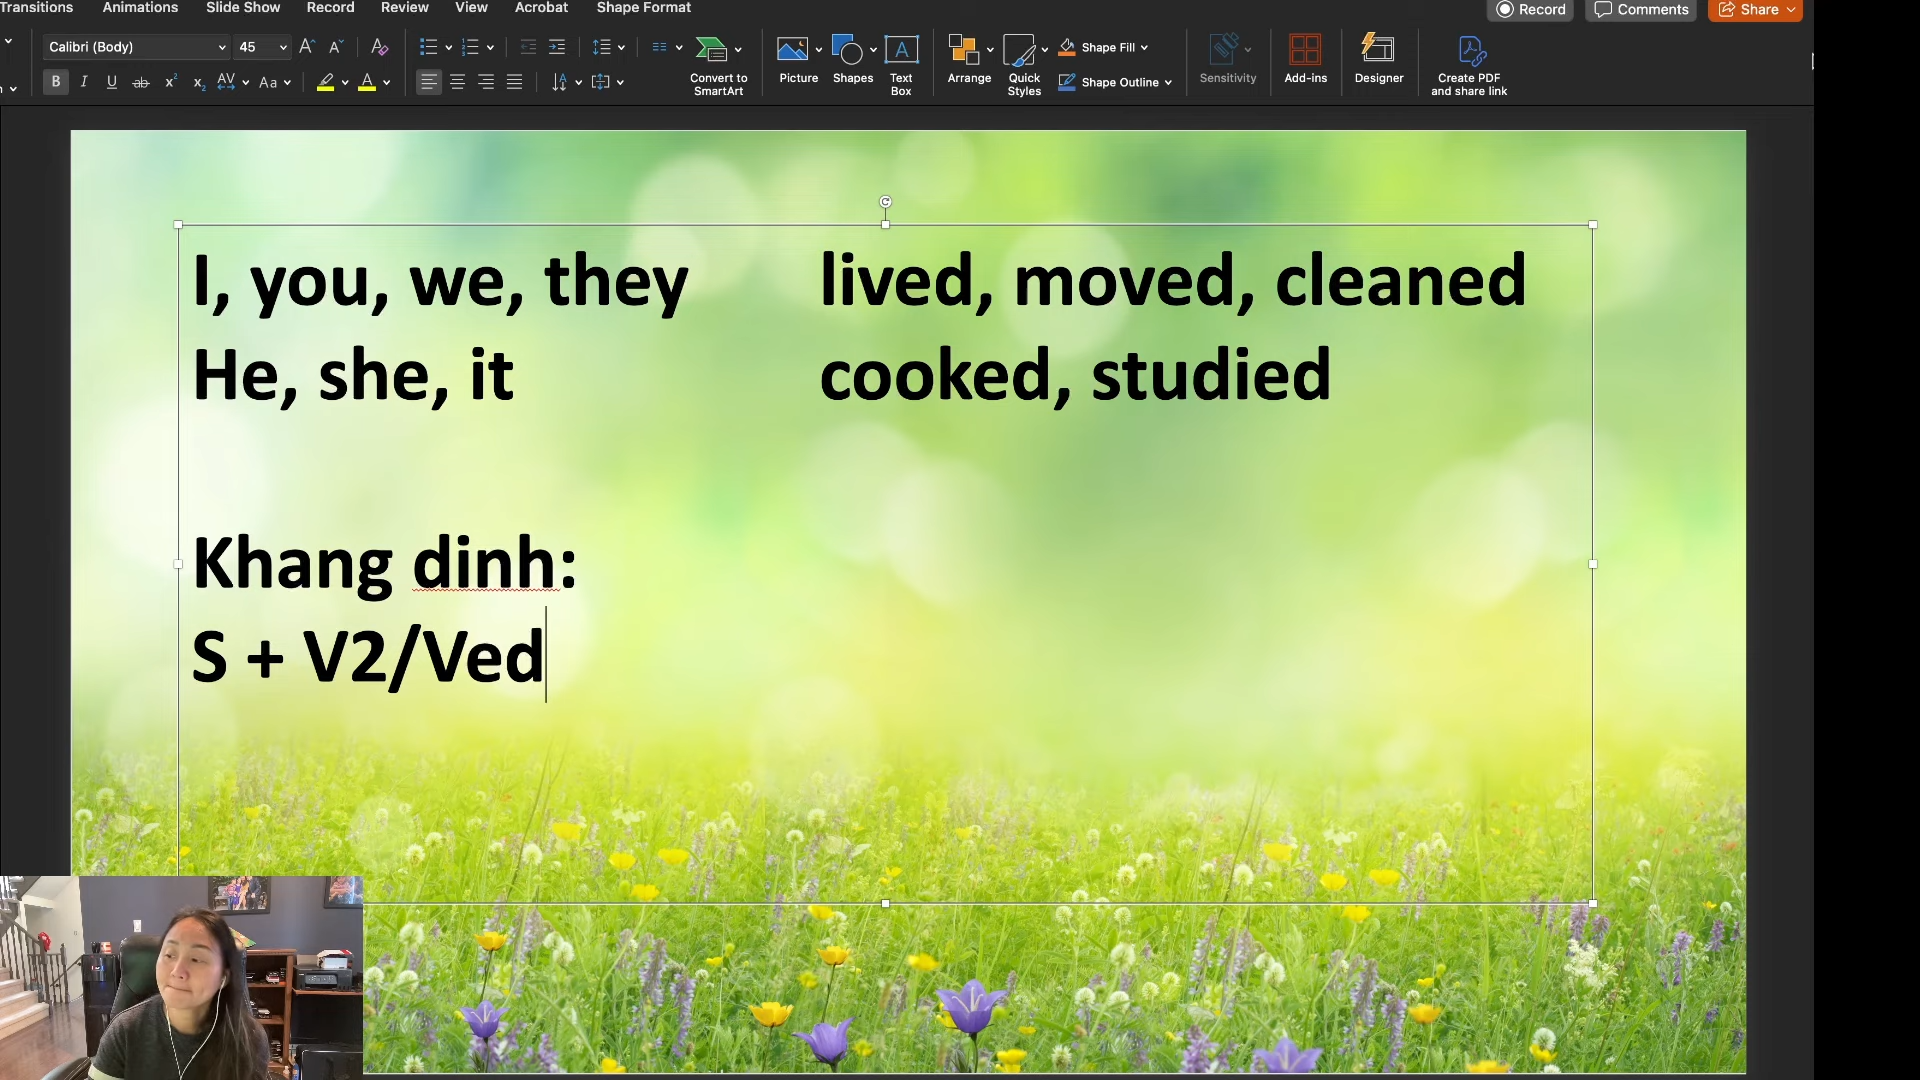 Transitions Animations Slide Show Record Review View Acrobat Shape Format
Record Comments Share
Calibri (Body) 45
Convert to SmartArt
Picture
Shapes
Text Box
Arrange
Quick Styles
Shape Fill
Shape Outline
Sensitivity
Add-ins
Designer
Create PDF and share link
I, you, we, they lived, moved, cleaned
He, she, it cooked, studied
Khang dinh:
S + V2/Ved